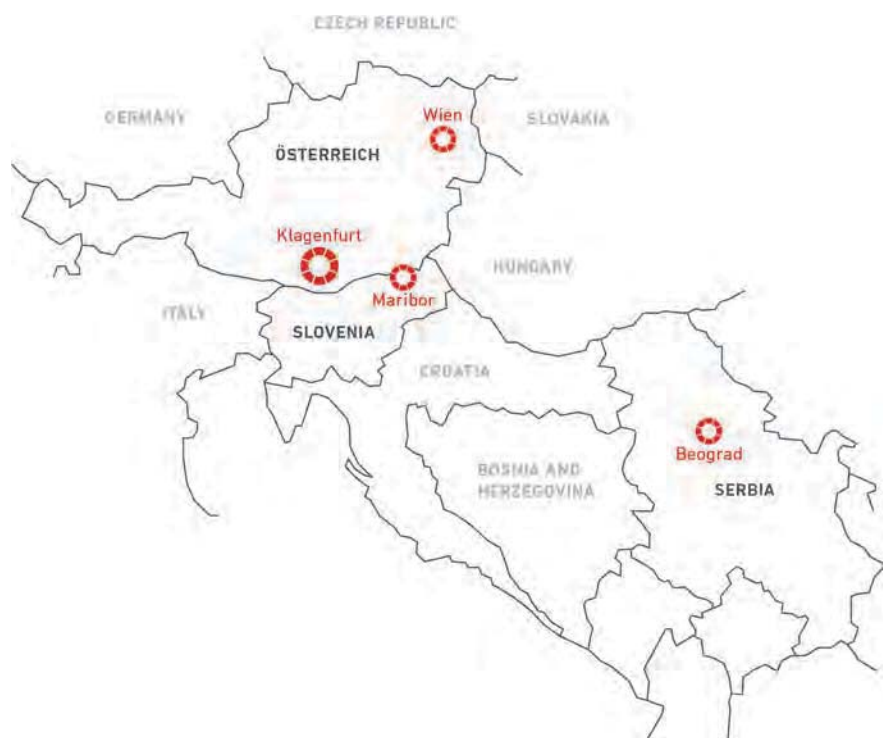 CZECH REPUBLIC
GERMANY
Wien
SLOVAKIA
ÖSTERREICH
Klagenfurt
HUNGARY
Maribor
ITALY
SLOVENIA
CROATIA
Beograd
BOSNIA AND
HERZEGOVINA
SERBIA